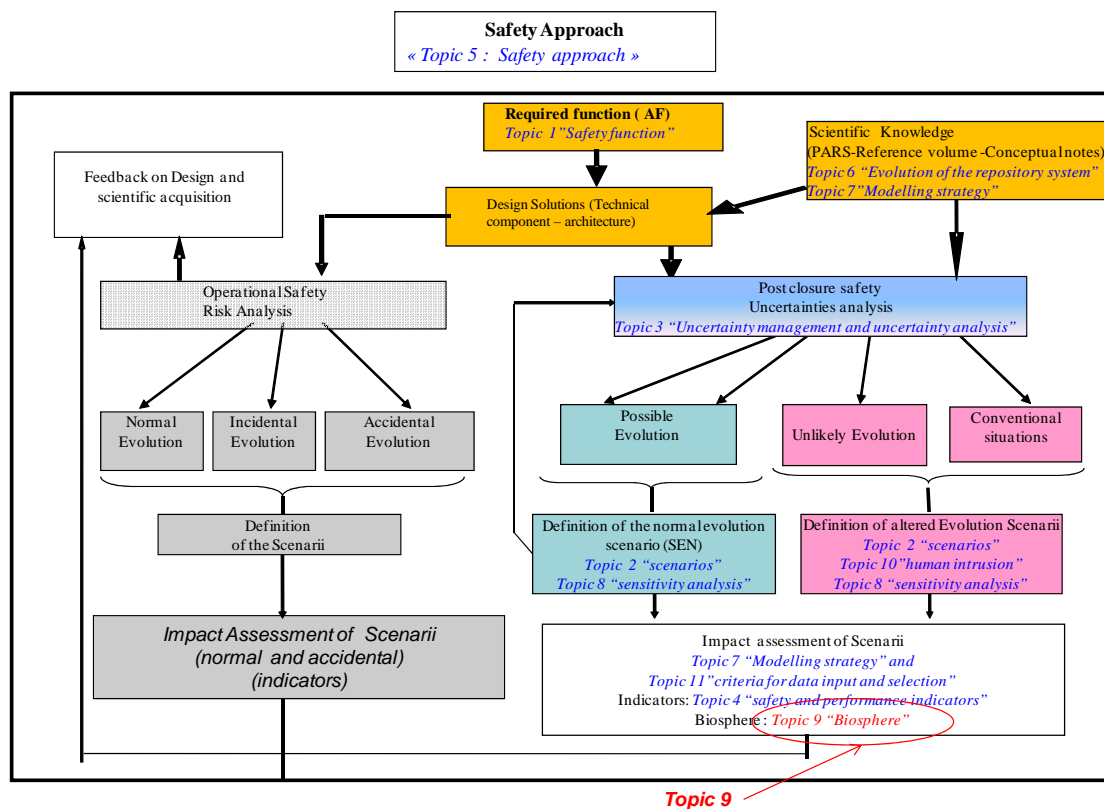 Safety Approach
« Topic 5 : Safety approach »
Required function ( AF)
Topic 1”Safety function”
Scientific Knowledge
(PARS-Reference volume -Conceptual notes)
Topic 6 “Evolution of the repository system”
Topic 7”Modelling strategy”
Feedback on Design and
scientific acquisition
Design Solutions (Technical
component – architecture)
Operational Safety
Risk Analysis
Post closure safety
Uncertainties analysis
Topic 3 “Uncertainty management and uncertainty analysis”
Normal
Evolution
Incidental
Evolution
Accidental
Evolution
Possible
Evolution
Unlikely Evolution
Conventional
situations
Definition
of the Scenarii
Definition of the normal evolution
scenario (SEN)
Topic 2 “scenarios”
Topic 8 “sensitivity analysis”
Definition of altered Evolution Scenarii
Topic 2 “scenarios”
Topic 10”human intrusion”
Topic 8 “sensitivity analysis”
Impact Assessment of Scenarii
(normal and accidental)
(indicators)
Impact assessment of Scenarii
Topic 7 “Modelling strategy” and
Topic 11”criteria for data input and selection”
Indicators: Topic 4 “safety and performance indicators”
Biosphere : Topic 9 “Biosphere”
Topic 9